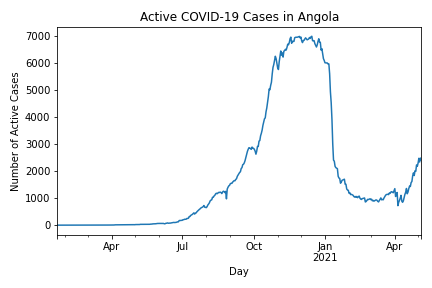 Active COVID-19 Cases in Angola
Number of Active Cases
7000
6000
5000
4000
3000
2000
1000
0
Apr
Jul
Oct
Jan
2021
Apr
Day